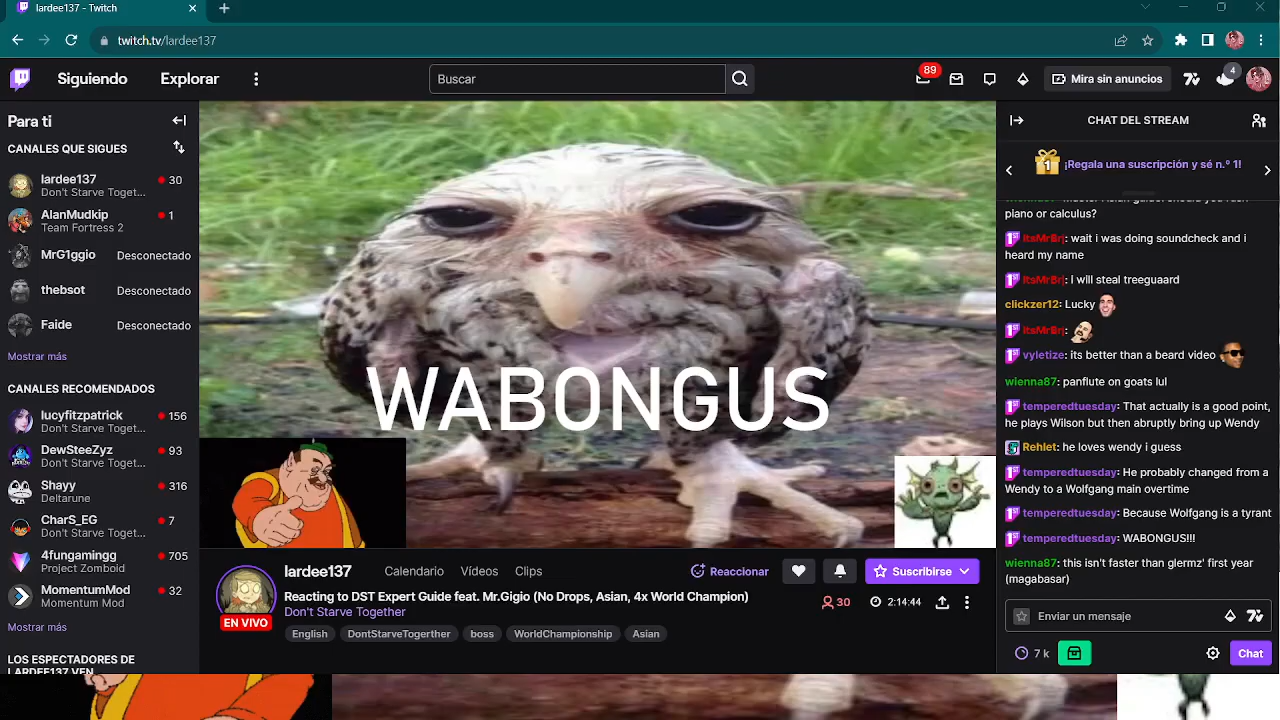 lardee137 - Twitch
twitch.tv/lardee137
Siguiendo
Explorar
Buscar
89
Mira sin anuncios
4
Para ti
CANALES QUE SIGUES
lardee137
30
Don't Starve Toget...
AlanMudkip
1
Team Fortress 2
MrG1ggio
Desconectado
thebsot
Desconectado
Faide
Desconectado
Mostrar más
CANALES RECOMENDADOS
lucyfitzpatrick
156
Don't Starve Toget...
DewSteeZyz
93
Don't Starve Toget...
Shayy
316
Deltarune
CharS_EG
7
Don't Starve Toget...
4fungamingg
705
Project Zomboid
MomentumMod
32
Momentum Mod
Mostrar más
LOS ESPECTADORES DE
LARDEE137 VEN
WABONGUS
EN VIVO
lardee137
Calendario
Vídeos
Clips
Reaccionar
Suscribirse
Reacting to DST Expert Guide feat. Mr.Gigio (No Drops, Asian, 4x World Champion)
Don't Starve Together
30
2:14:44
English
DontStarveTogerther
boss
WorldChampionship
Asian
CHAT DEL STREAM
1
¡Regala una suscripción y sé n.º 1!
piano or calculus?
1ST ItsMrBrj: wait i was doing soundcheck and i
heard my name
1ST ItsMrBrj: i will steal treeguard
clickzer12: Lucky
1ST ItsMrBrj:
1ST vyletize: its better than a beard video
wienna87: panflute on goats lul
1ST temperedtuesday: That actually is a good point,
he plays Wilson but then abruptly bring up Wendy
Rehlet: he loves wendy i guess
1ST temperedtuesday: He probably changed from a
Wendy to a Wolfgang main overtime
1ST temperedtuesday: Because Wolfgang is a tyrant
1ST temperedtuesday: WABONGUS!!!
wienna87: this isn't faster than glermz' first year
(magabasar)
Enviar un mensaje
7 k
Chat